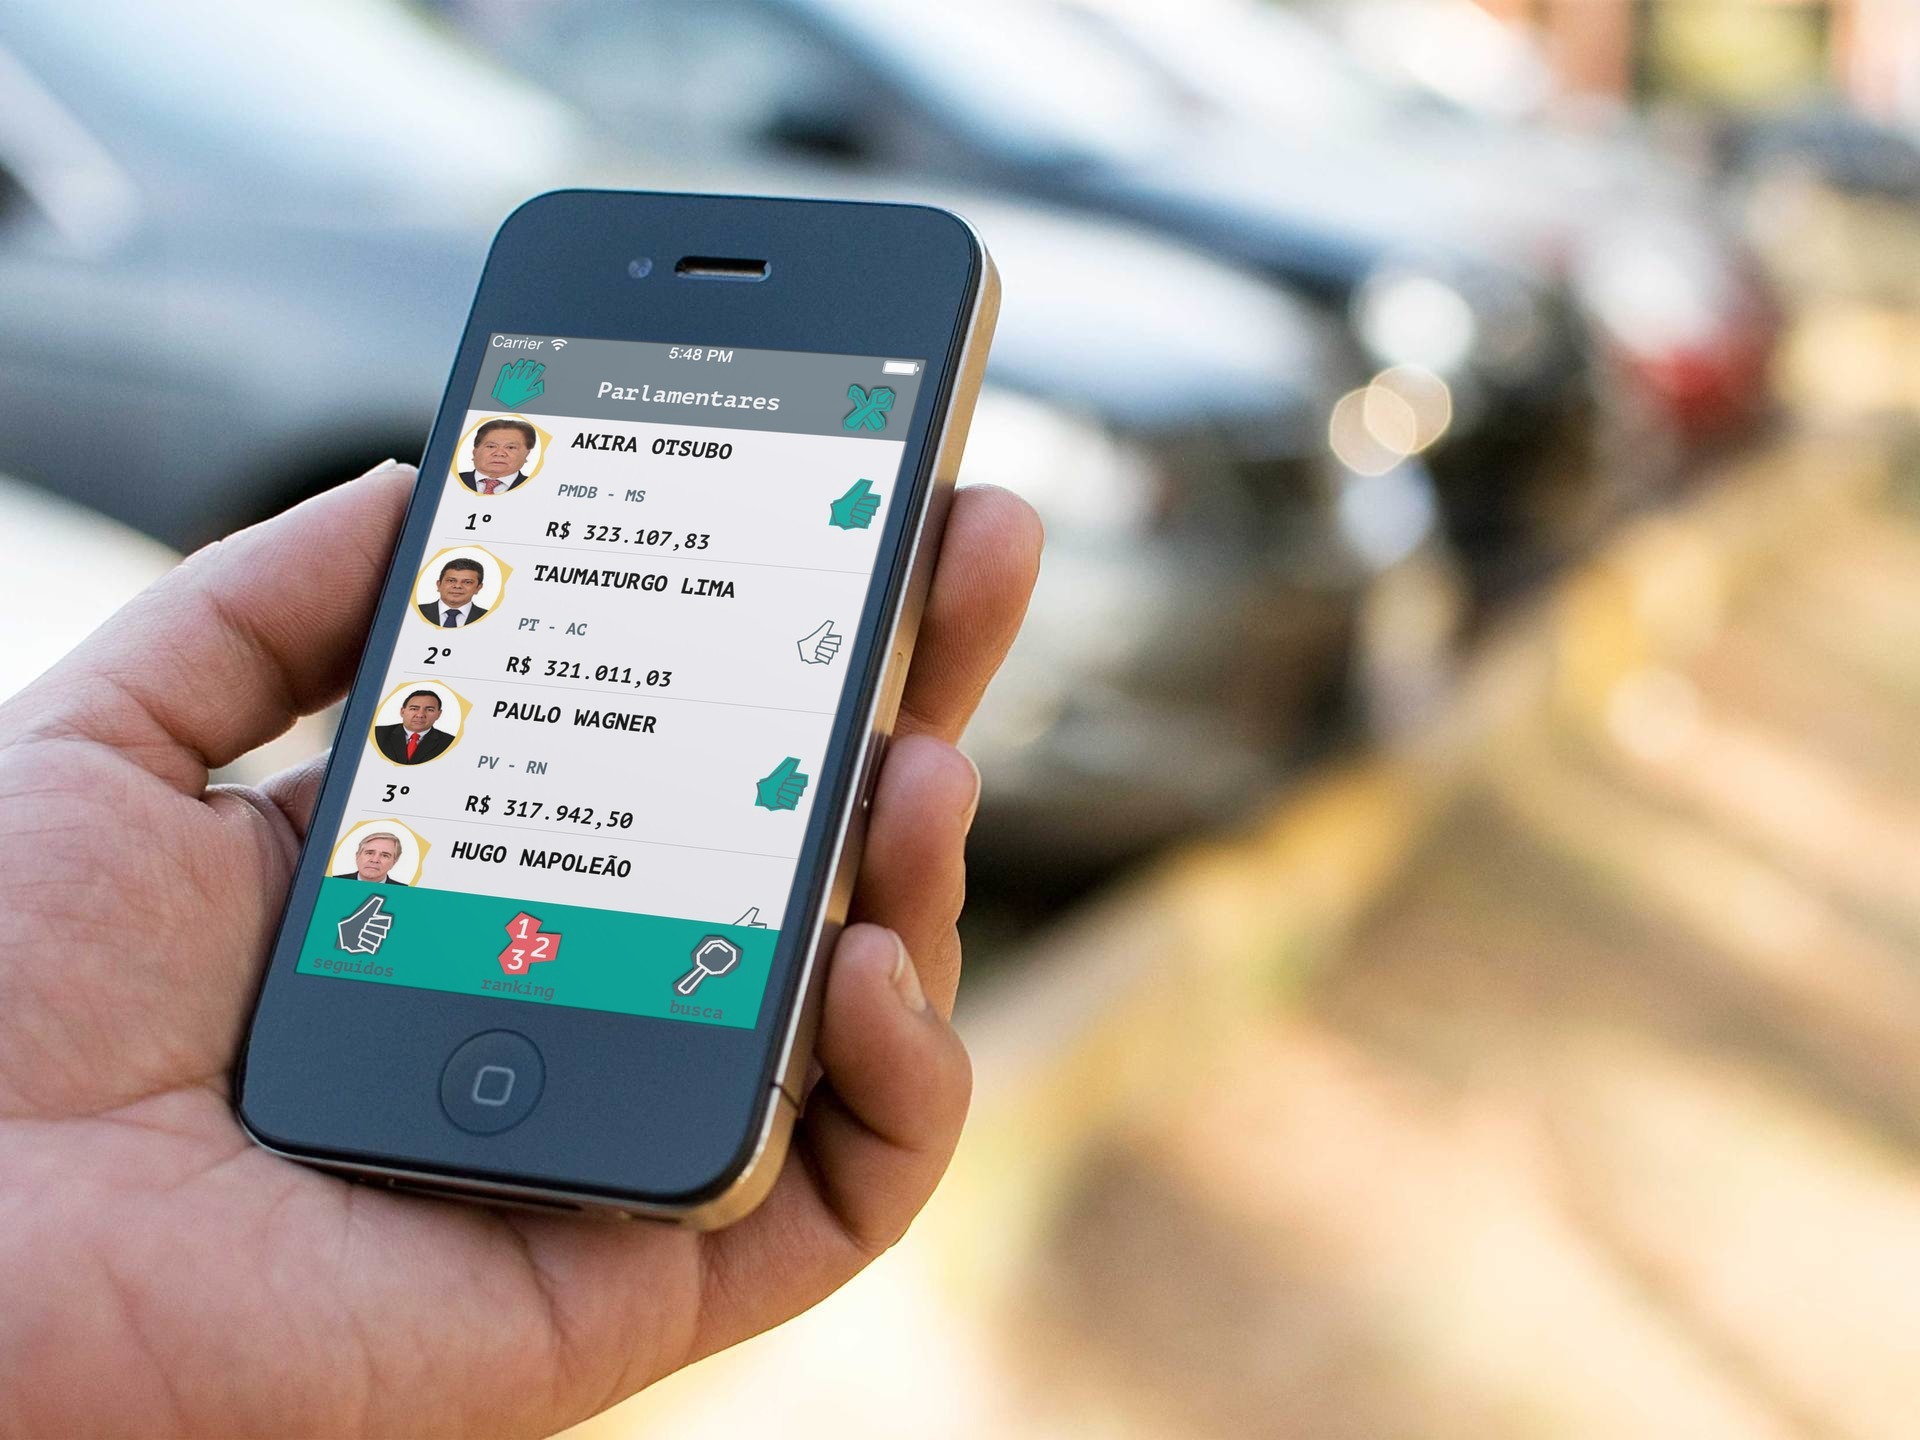 Carrier
5:48 PM
Parlamentares
AKIRA OTSUBO
PMDB - MS
1º
R$ 323.107,83
TAUMATURGO LIMA
PT - AC
2º
R$ 321.011,03
PAULO WAGNER
PV - RN
3º
R$ 317.942,50
HUGO NAPOLEÃO
1
2
3
seguidos
ranking
busca